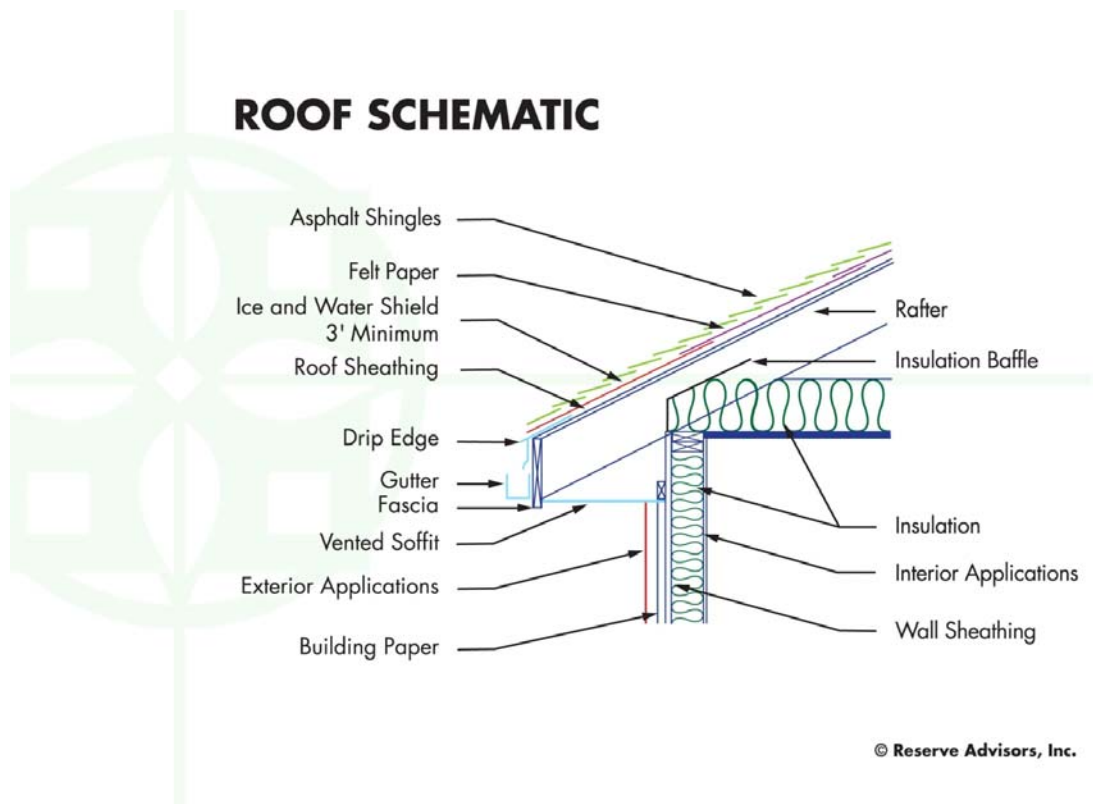 ROOF SCHEMATIC
Asphalt Shingles
Felt Paper
Ice and Water Shield
3' Minimum
Roof Sheathing
Drip Edge
Gutter
Fascia
Vented Soffit
Exterior Applications
Building Paper
Rafter
Insulation Baffle
Insulation
Interior Applications
Wall Sheathing
© Reserve Advisors, Inc.